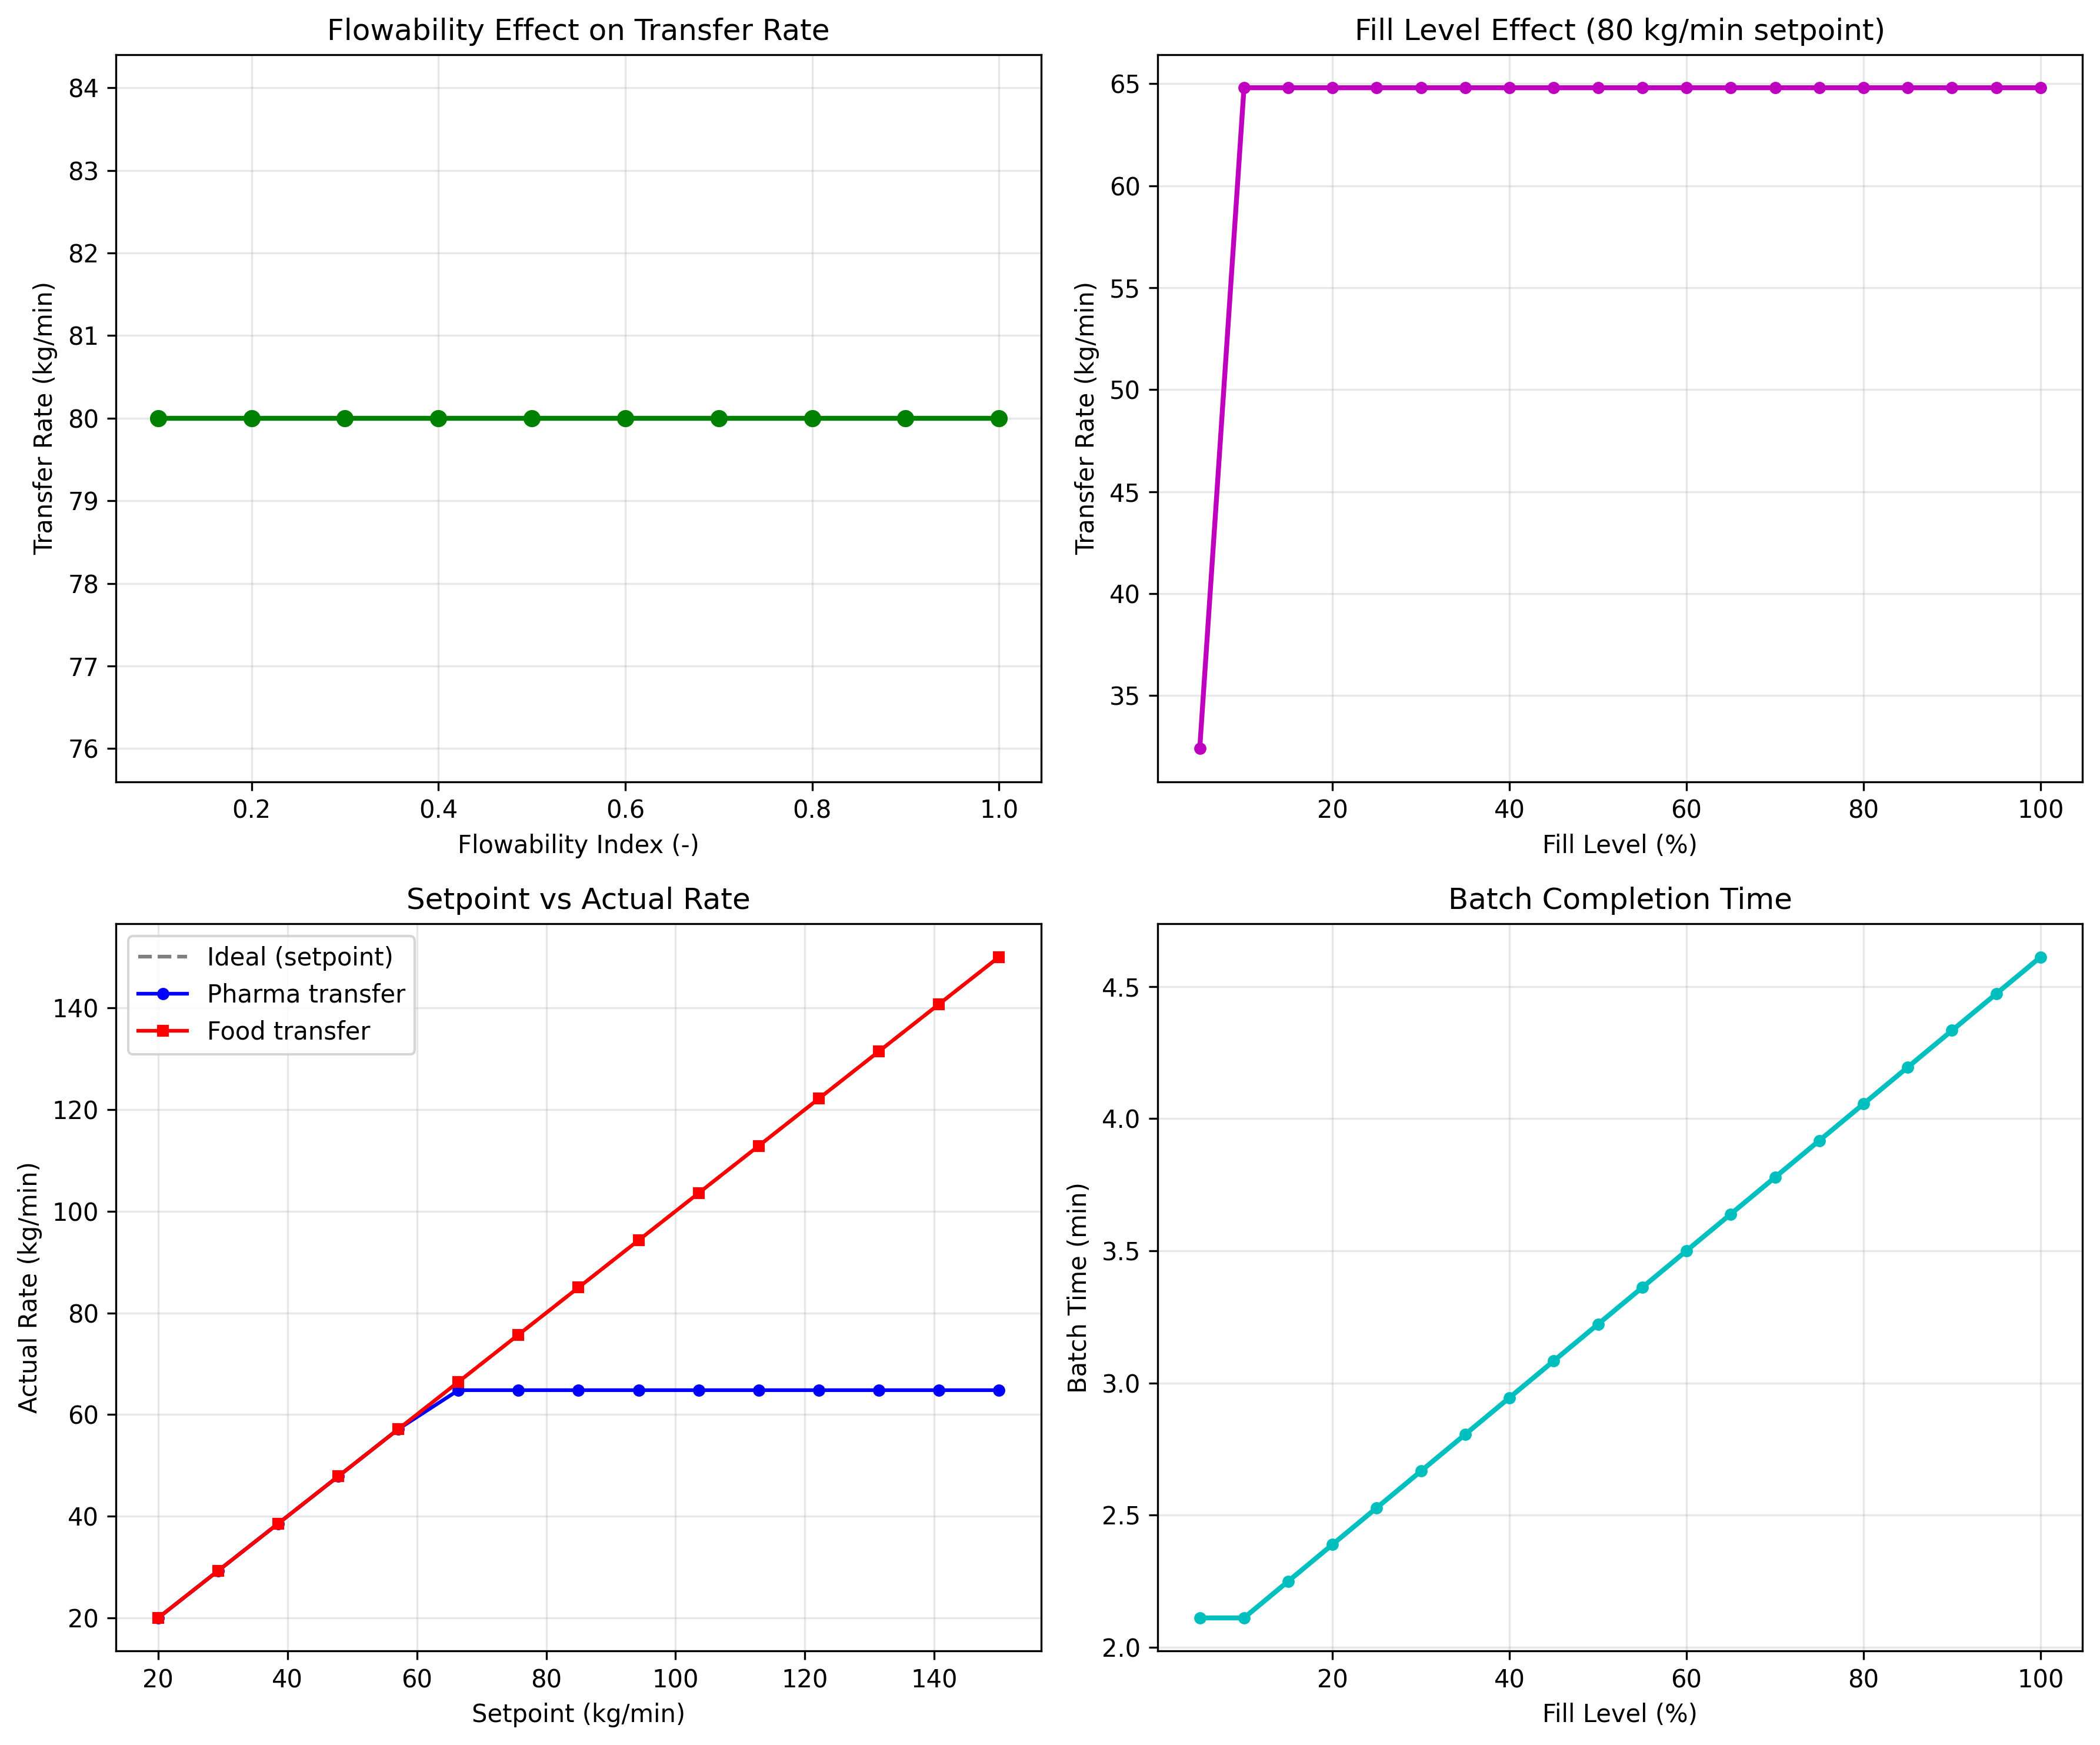 Flowability Effect on Transfer Rate
Transfer Rate (kg/min)
84
83
82
81
80
79
78
77
76
0.2 0.4 0.6 0.8 1.0
Flowability Index (-)
Fill Level Effect (80 kg/min setpoint)
Transfer Rate (kg/min)
65
60
55
50
45
40
35
20 40 60 80 100
Fill Level (%)
Setpoint vs Actual Rate
Ideal (setpoint)
Pharma transfer
Food transfer
Actual Rate (kg/min)
140
120
100
80
60
40
20
20 40 60 80 100 120 140
Setpoint (kg/min)
Batch Completion Time
Batch Time (min)
4.5
4.0
3.5
3.0
2.5
2.0
20 40 60 80 100
Fill Level (%)